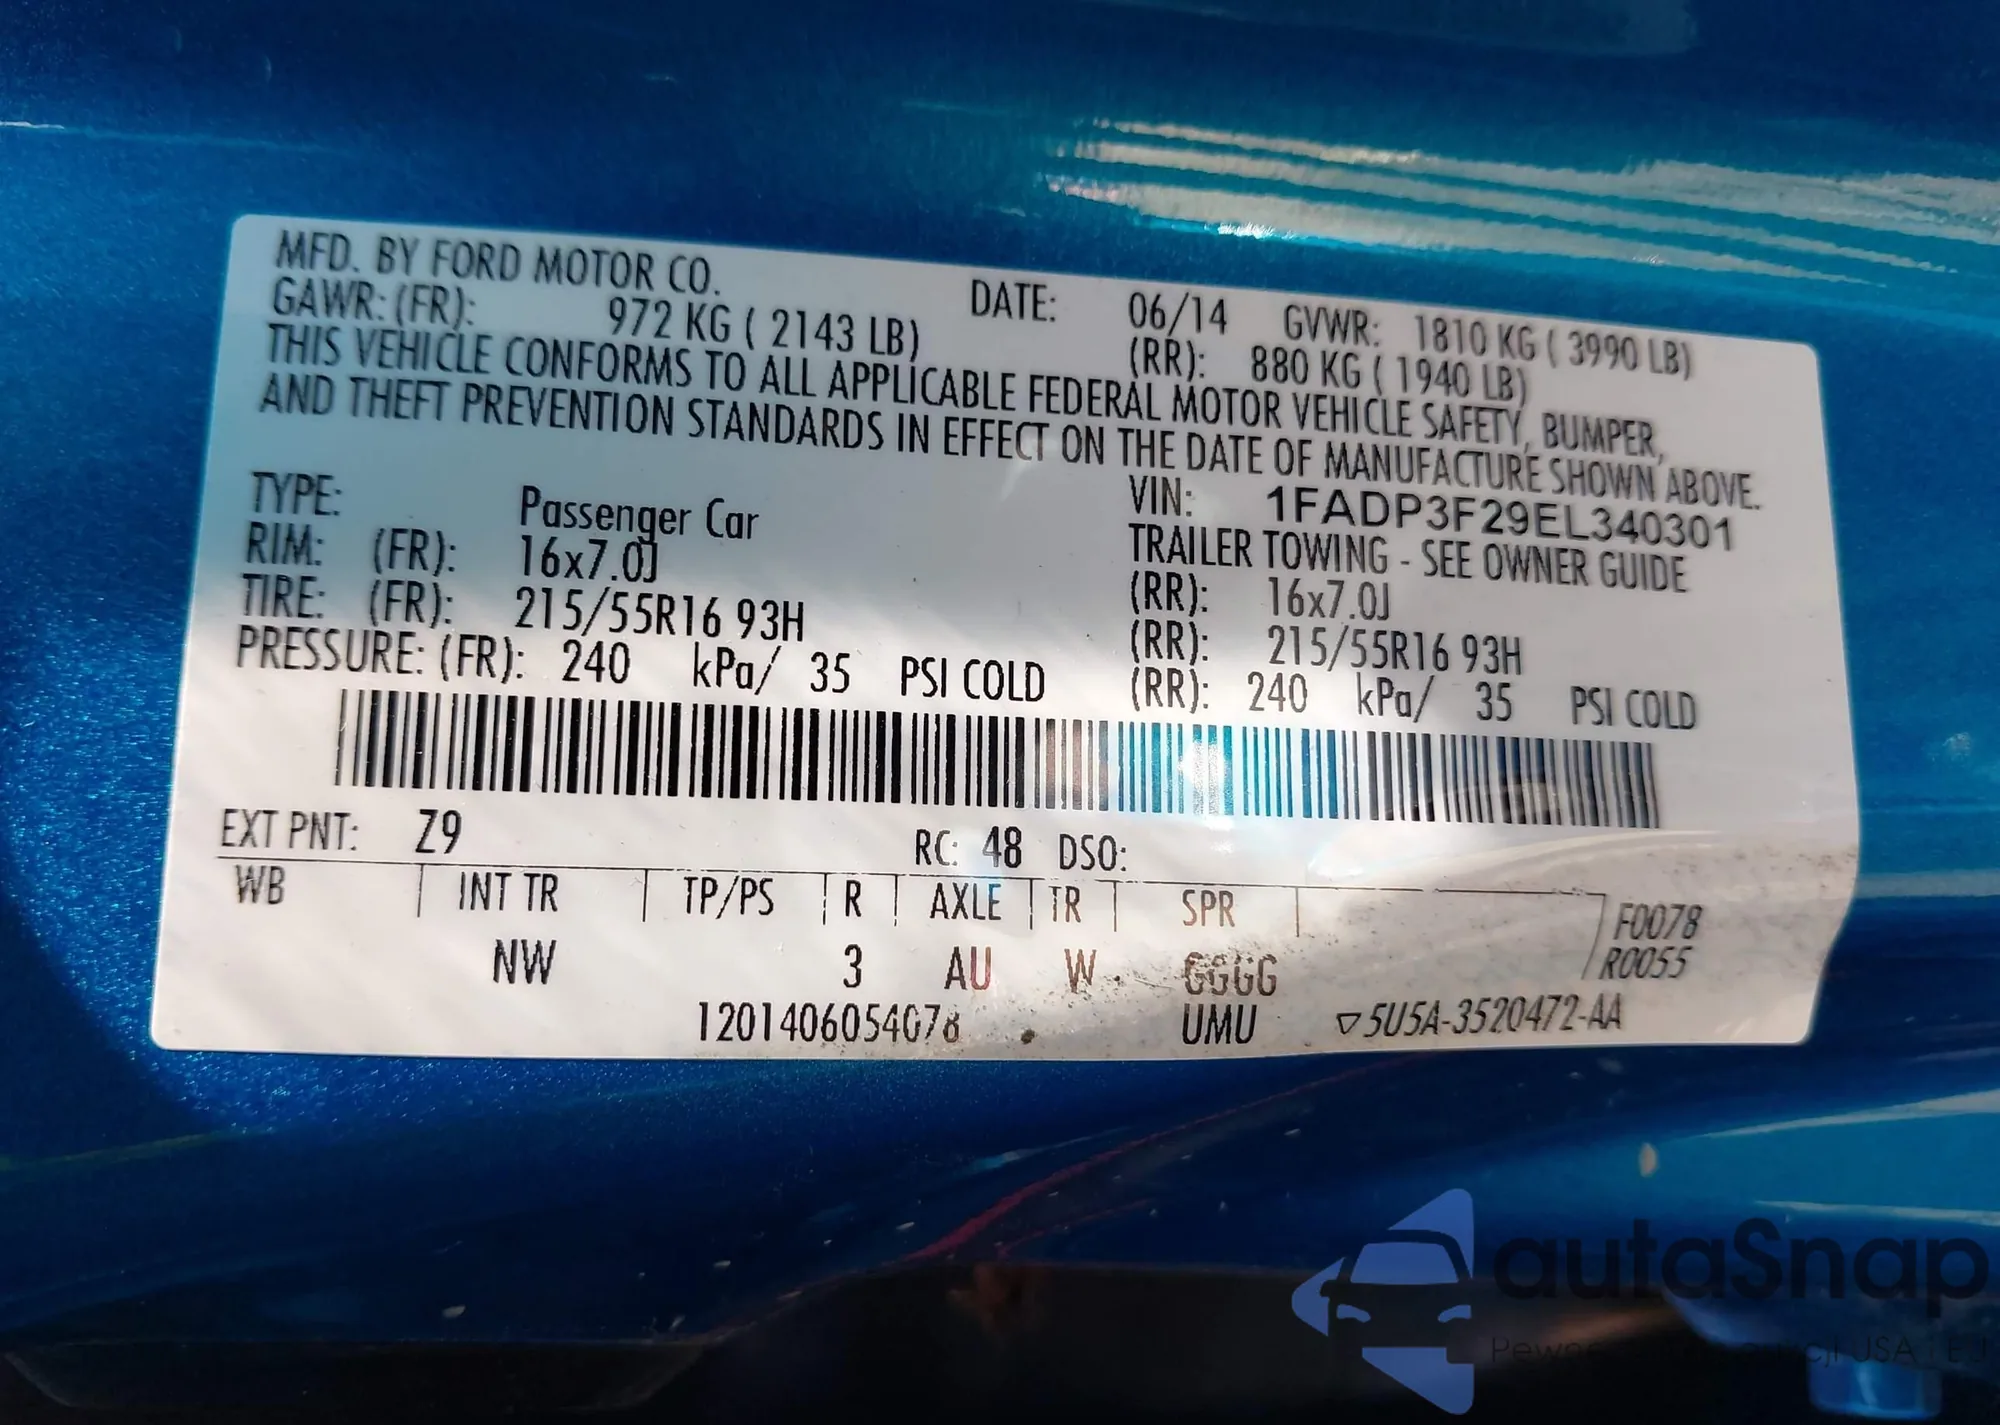 MFD. BY FORD MOTOR CO. DATE: 06/14 GVWR: 1810 KG ( 3990 LB)
GAWR: (FR): 972 KG ( 2143 LB) (RR): 880 KG ( 1940 LB)
THIS VEHICLE CONFORMS TO ALL APPLICABLE FEDERAL MOTOR VEHICLE SAFETY, BUMPER,
AND THEFT PREVENTION STANDARDS IN EFFECT ON THE DATE OF MANUFACTURE SHOWN ABOVE.
VIN: 1FADP3F29EL340301
TYPE: Passenger Car TRAILER TOWING - SEE OWNER GUIDE
RIM: (FR): 16x7.0J (RR): 16x7.0J
TIRE: (FR): 215/55R16 93H (RR): 215/55R16 93H
PRESSURE: (FR): 240 kPa/ 35 PSI COLD (RR): 240 kPa/ 35 PSI COLD
EXT PNT: Z9 RC: 48 DSO:
WB INT TR TP/PS R AXLE TR SPR F0078
NW 3 AU W GGGG R0055
1201406054078 UMU ▽5U5A-3520472-AA
autaSnap
USA